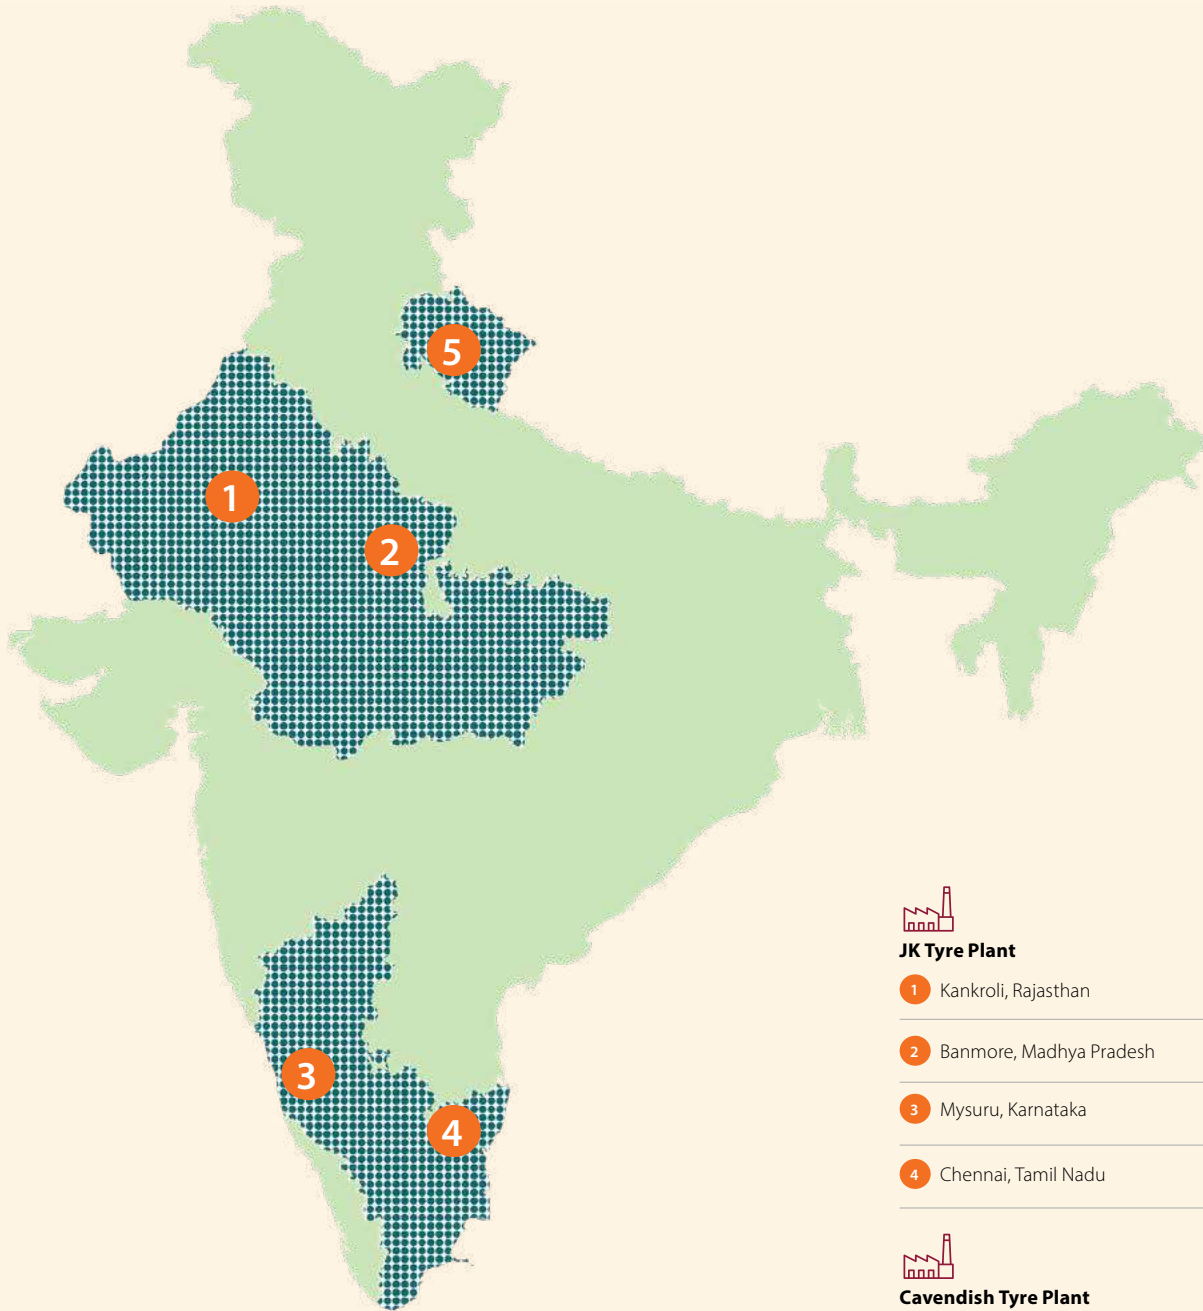 5
1
2
3
4
JK Tyre Plant
1 Kankroli, Rajasthan
2 Banmore, Madhya Pradesh
3 Mysuru, Karnataka
4 Chennai, Tamil Nadu
Cavendish Tyre Plant